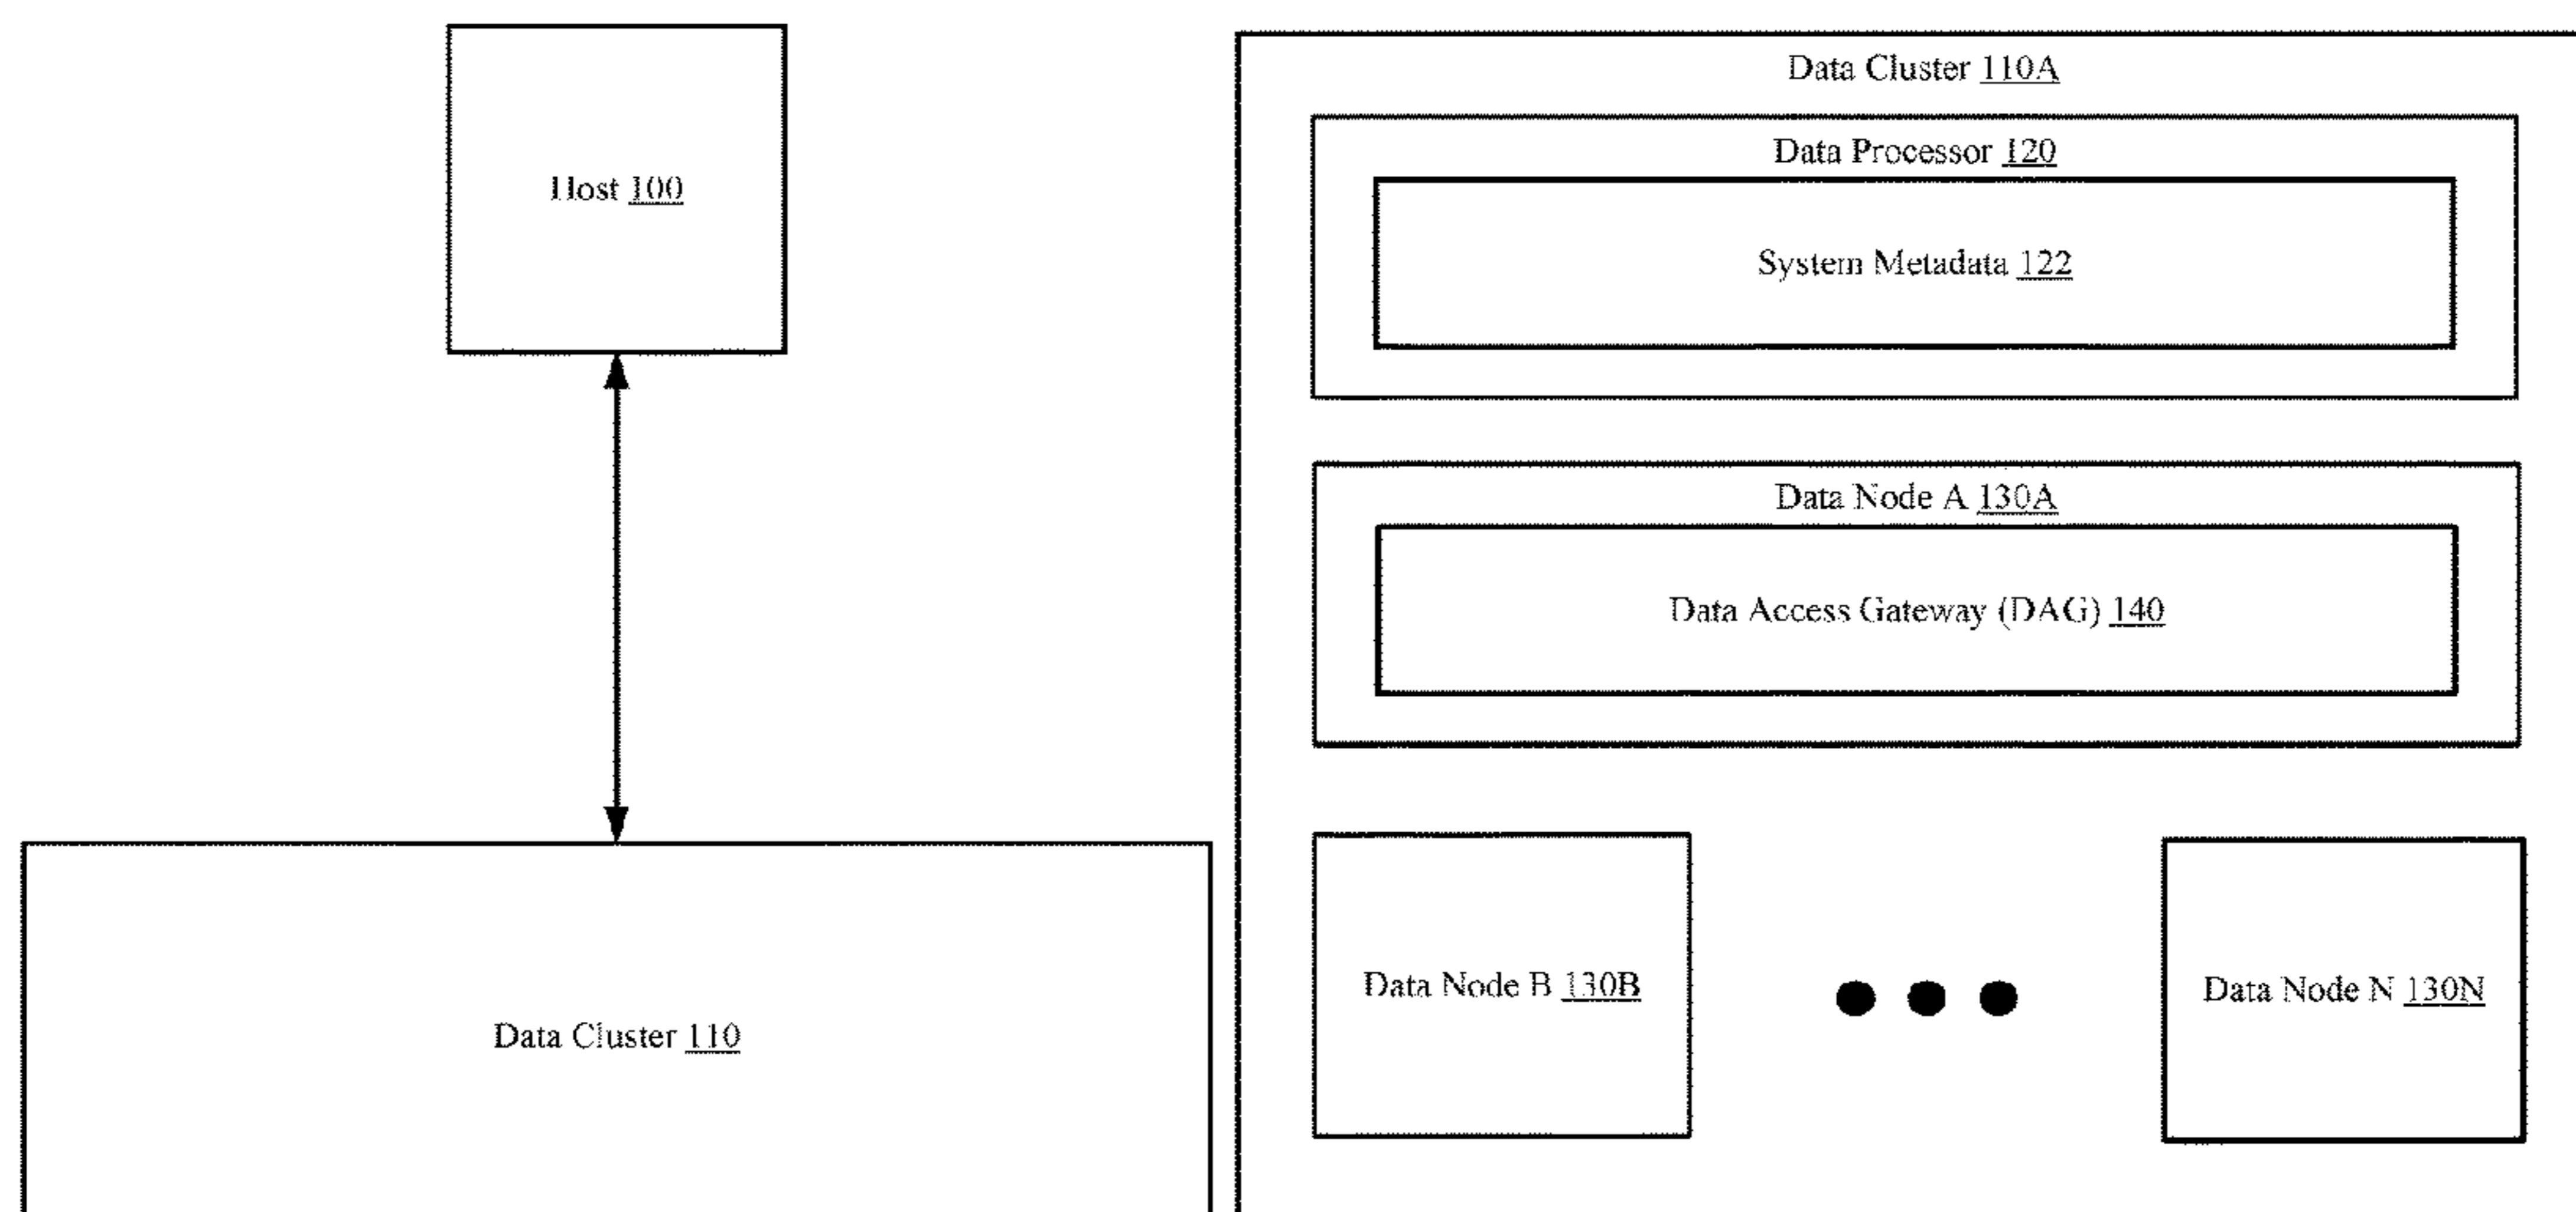 Host 100
Data Cluster 110
Data Cluster 110A
Data Processor 120
System Metadata 122
Data Node A 130A
Data Access Gateway (DAG) 140
Data Node B 130B
Data Node N 130N